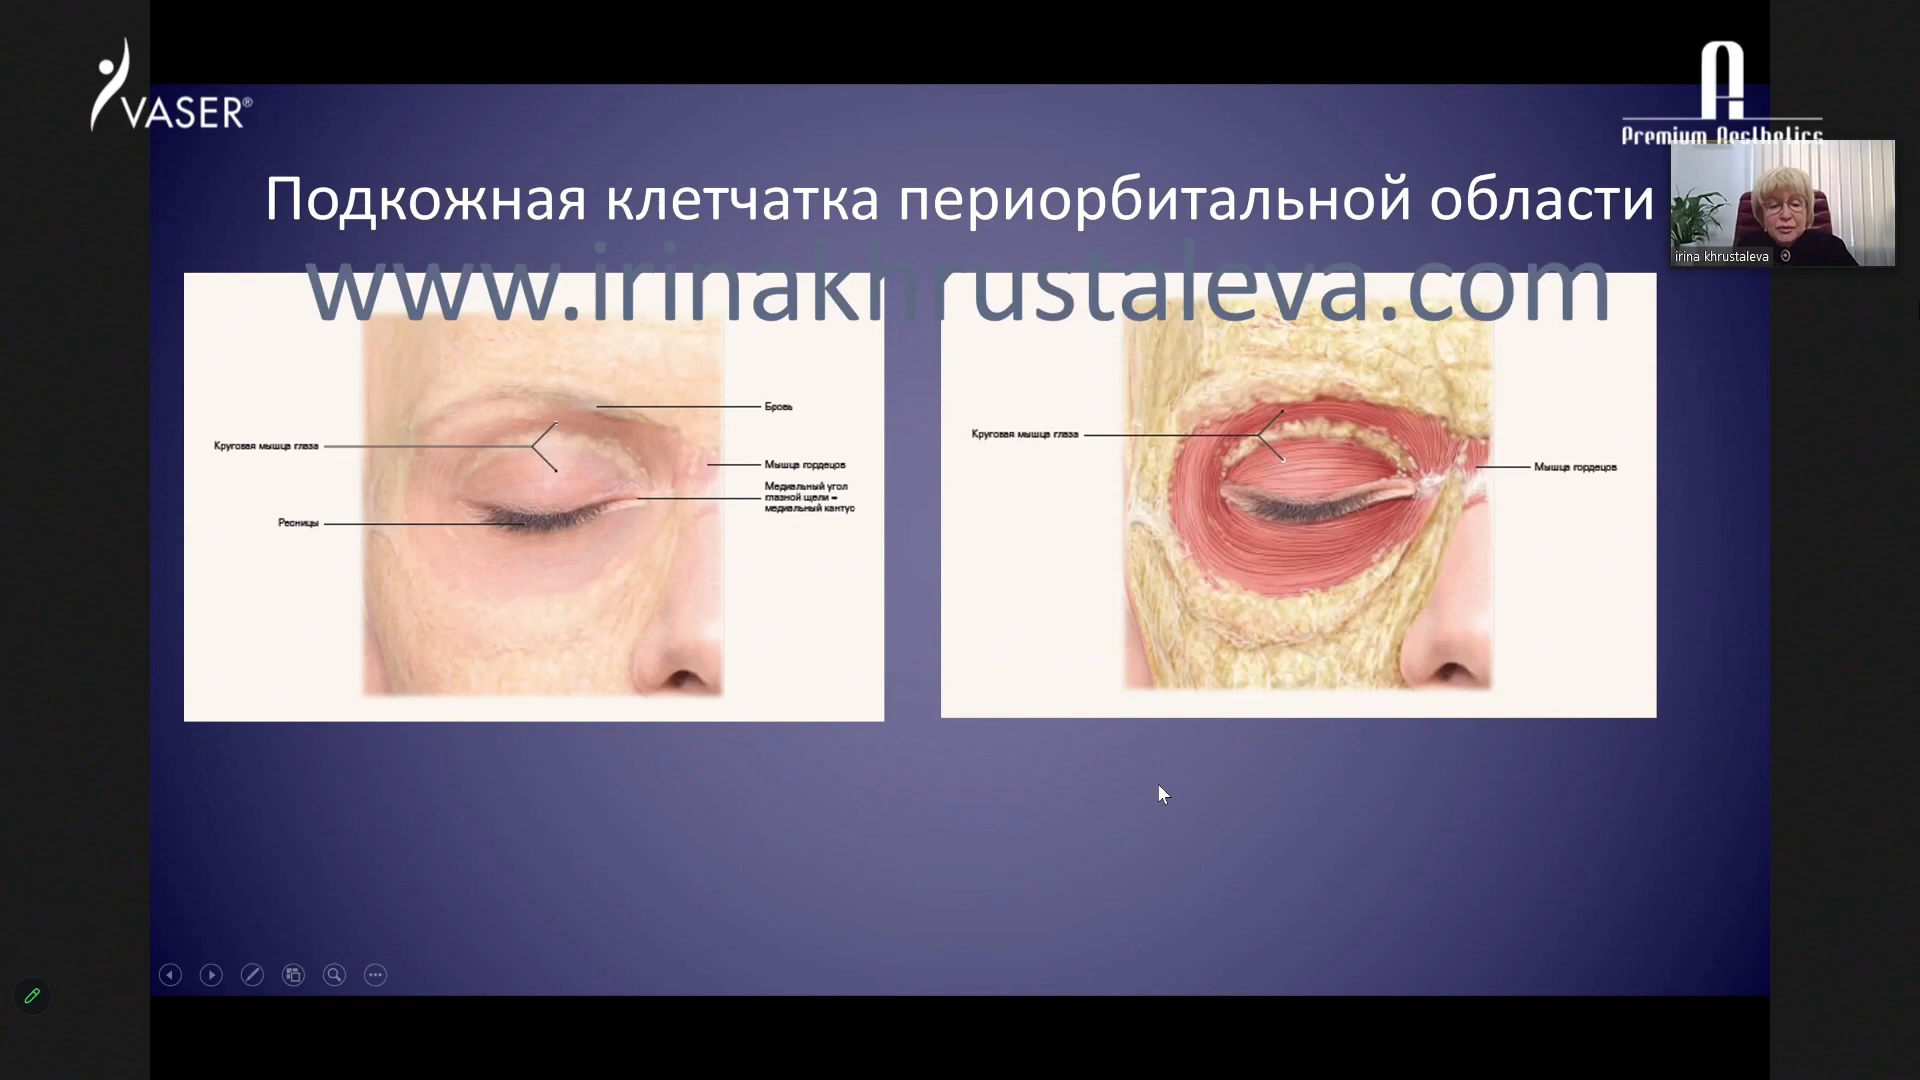 VASER®
Premium Aesthetics
Подкожная клетчатка периорбитальной области
www.irinakhrustaleva.com
irina khrustaleva
Бровь
Круговая мышца глаза
Мышца гордецов
Медиальный угол
глазной щели =
медиальный кантус
Ресницы
Круговая мышца глаза
Мышца гордецов